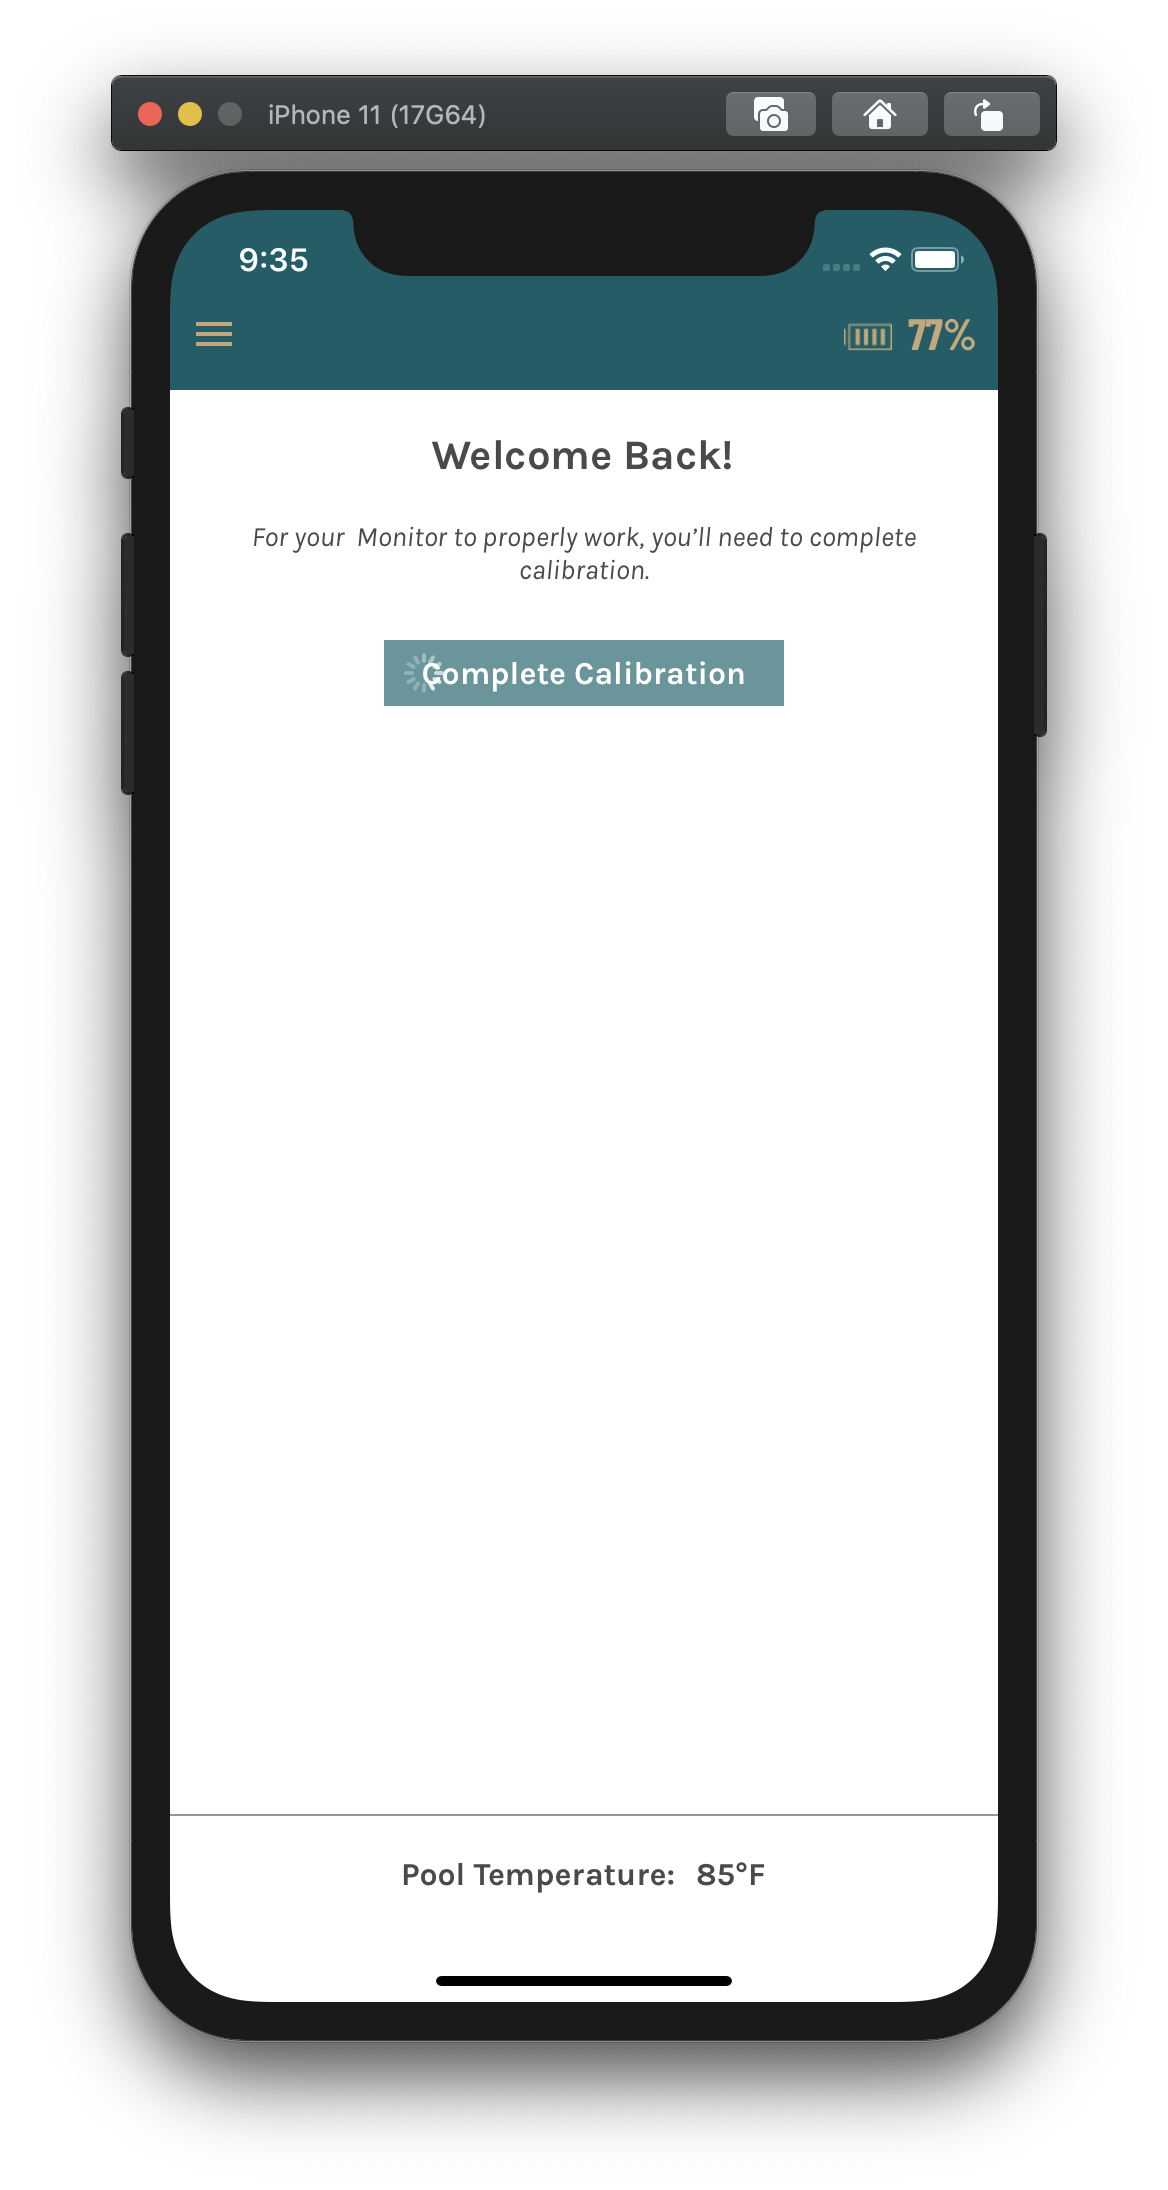 iPhone 11 (17G64)
9:35
77%
Welcome Back!
For your  Monitor to properly work, you’ll need to complete
calibration.
Complete Calibration
Pool Temperature:  85°F